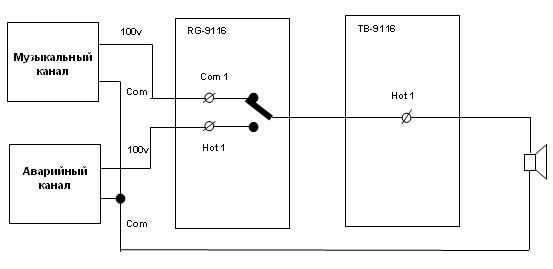 100v
RG-9116
TB-9116
Музыкальный
канал
Com 1
Com
Hot 1
100v
Hot 1
Аварийный
канал
Com